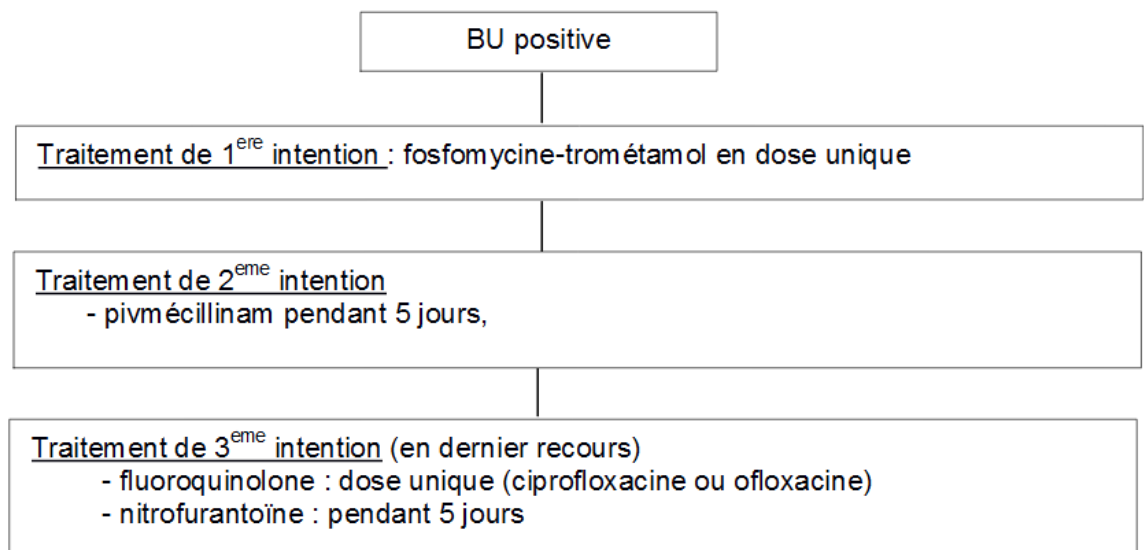 BU positive
Traitement de 1ere intention : fosfomycine-trométamol en dose unique
Traitement de 2eme intention
- pivmécillinam pendant 5 jours,
Traitement de 3eme intention (en dernier recours)
- fluoroquinolone : dose unique (ciprofloxacine ou ofloxacine)
- nitrofurantoïne : pendant 5 jours